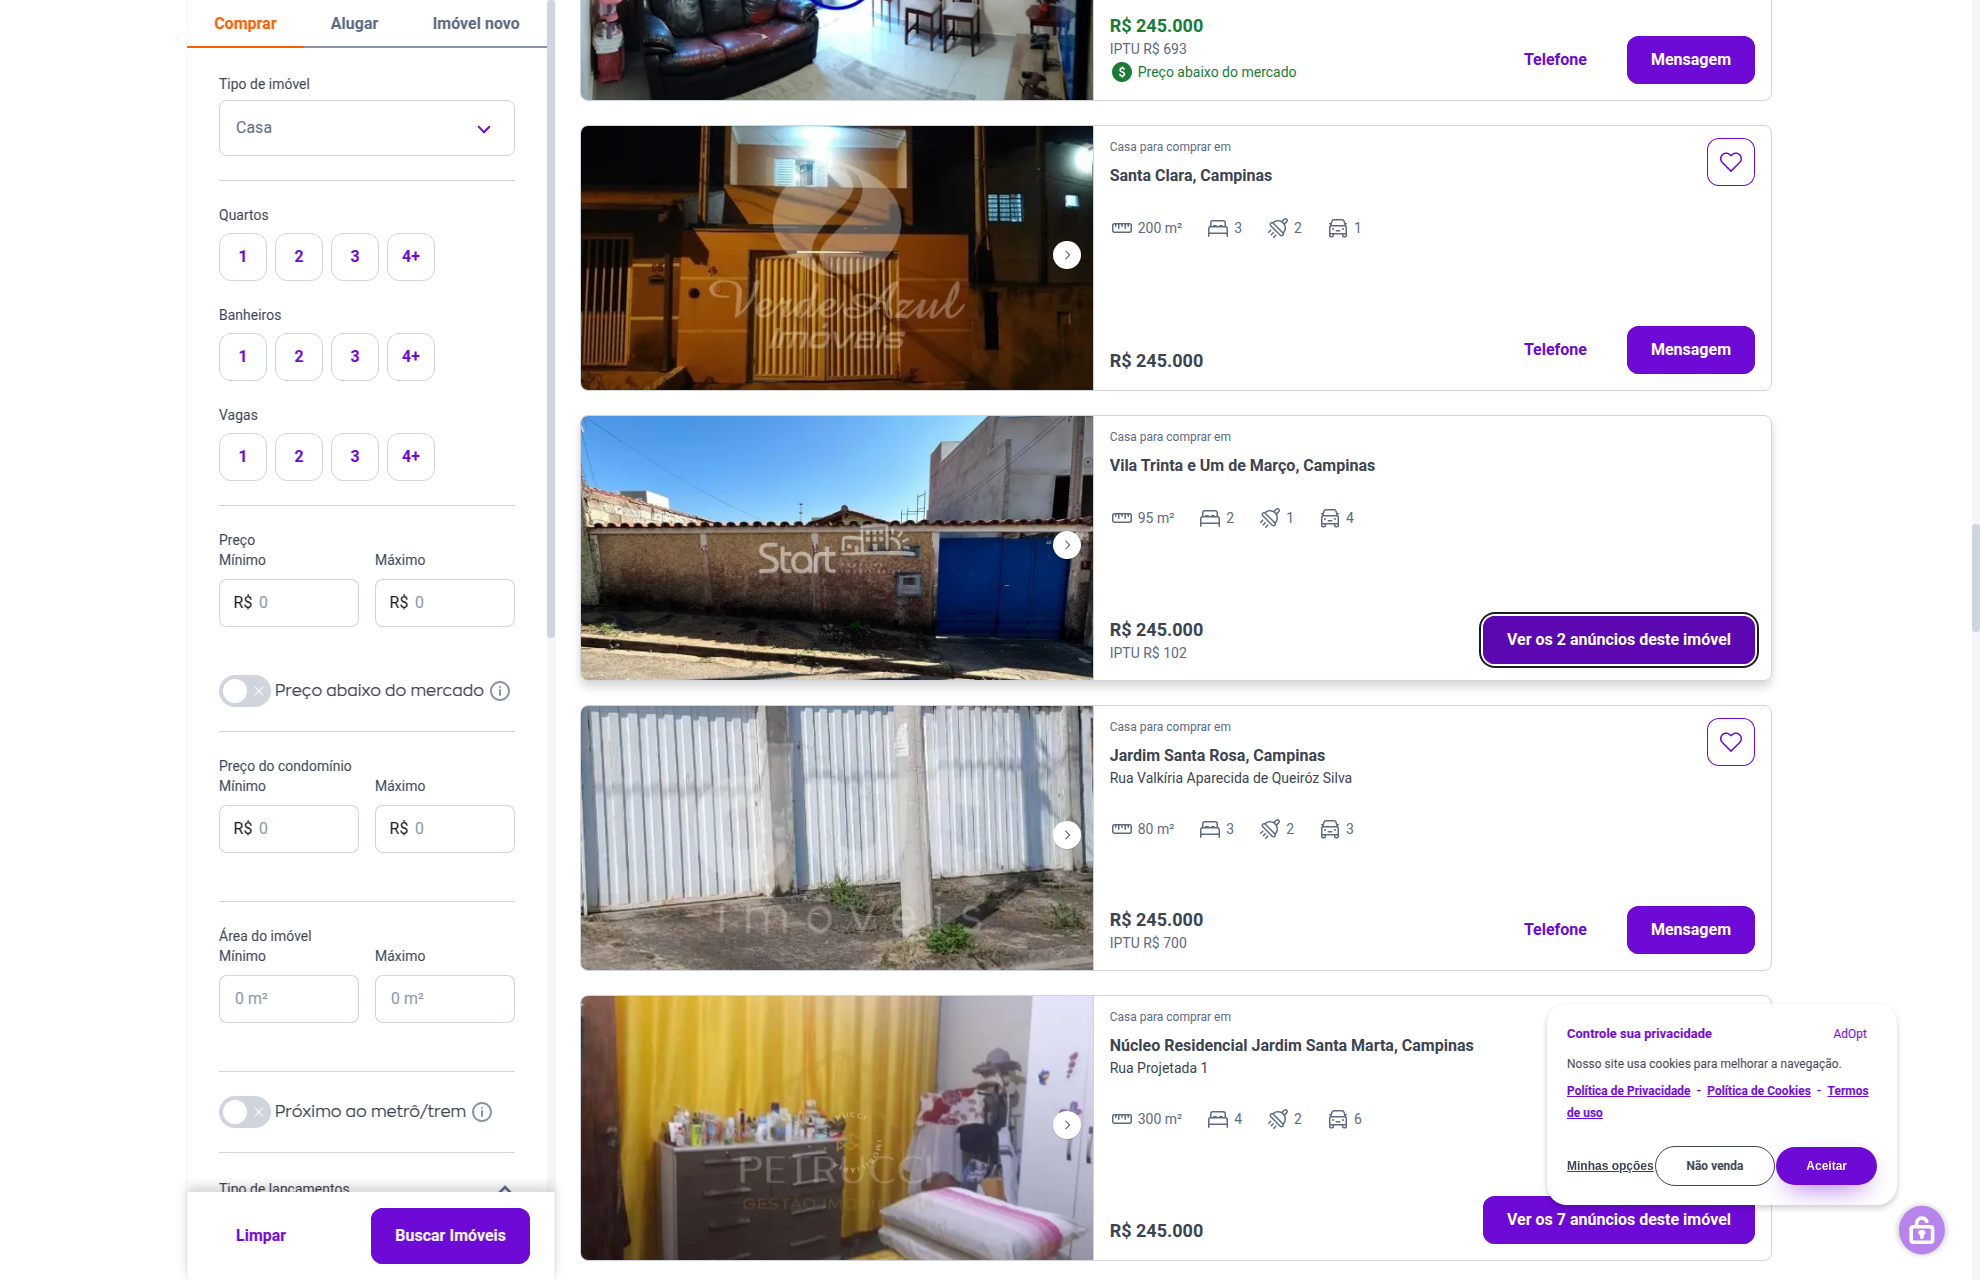 Comprar
Alugar
Imóvel novo
Tipo de imóvel
Casa
Quartos
1
2
3
4+
Banheiros
1
2
3
4+
Vagas
1
2
3
4+
Preço
Mínimo
Máximo
R$ 0
R$ 0
Preço abaixo do mercado
Preço do condomínio
Mínimo
Máximo
R$ 0
R$ 0
Área do imóvel
Mínimo
Máximo
0 m²
0 m²
Próximo ao metrô/trem
Tipo de lançamentos
Limpar
Buscar Imóveis
R$ 245.000
IPTU R$ 693
Preço abaixo do mercado
Telefone
Mensagem
VerdeAzul
imóveis
Casa para comprar em
Santa Clara, Campinas
200 m²
3
2
1
R$ 245.000
Telefone
Mensagem
Start
Casa para comprar em
Vila Trinta e Um de Março, Campinas
95 m²
2
1
4
R$ 245.000
IPTU R$ 102
Ver os 2 anúncios deste imóvel
imóveis
Casa para comprar em
Jardim Santa Rosa, Campinas
Rua Valkíria Aparecida de Queiróz Silva
80 m²
3
2
3
R$ 245.000
IPTU R$ 700
Telefone
Mensagem
PETRUCCI
GESTÃO IMOBILIÁRIA
Casa para comprar em
Núcleo Residencial Jardim Santa Marta, Campinas
Rua Projetada 1
300 m²
4
2
6
R$ 245.000
Ver os 7 anúncios deste imóvel
Controle sua privacidade
AdOpt
Nosso site usa cookies para melhorar a navegação.
Política de Privacidade - Política de Cookies - Termos
de uso
Minhas opções
Não venda
Aceitar